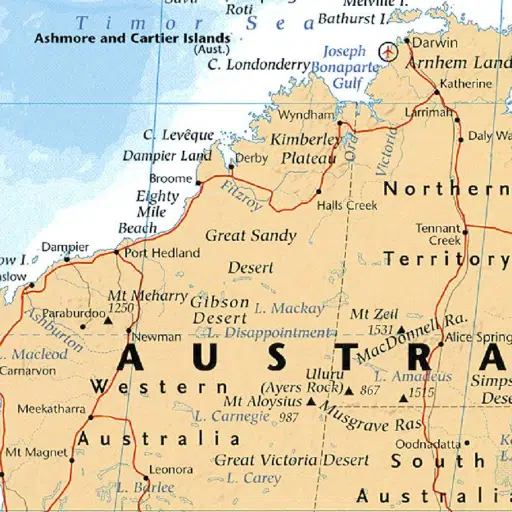 Melville I.
Roti
Bathurst I.
Timor Sea
Ashmore and Cartier Islands
(Aust.)
Darwin
Joseph
Bonaparte
Gulf
Arnhem Land
C. Londonderry
Katherine
Wyndham
Larrimah
C. Levêque
Kimberley
Plateau
Ord
Victoria
Daly Wa
Dampier Land
Derby
Broome
Fitzroy
Halls Creek
Northern
Eighty
Mile
Beach
Great Sandy
Desert
Tennant
Creek
Territory
Dampier
Port Hedland
ow I.
slow
Mt Meharry
1250
Paraburdoo
Ashburton
Gibson
Desert
L. Mackay
Mt Zeil
1531
MacDonnell Ra.
Newman
L. Disappointment
Alice Spring
L. Macleod
AUSTRA
Carnarvon
Western
Uluru
(Ayers Rock)
867
L. Amadeus
Simps
Dese
Mt Aloysius
987
1515
Meekatharra
L. Carnegie
Musgrave Ras
Australia
Oodnadatta
Mt Magnet
Great Victoria Desert
South
Leonora
L. Carey
L. Barlee
Australia